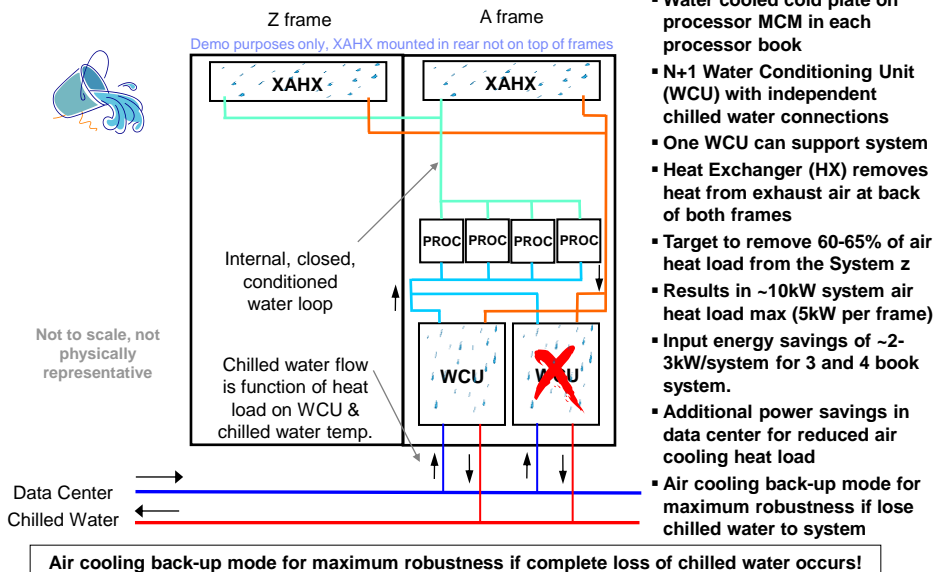 Z frame
A frame
Demo purposes only, XAHX mounted in rear not on top of frames
XAHX
XAHX
PROC
PROC
PROC
PROC
Internal, closed,
conditioned
water loop
Not to scale, not
physically
representative
Chilled water flow
is function of heat
load on WCU &
chilled water temp.
WCU
WCU
Data Center
Chilled Water
- Water cooled cold plate on
processor MCM in each
processor book
▪ N+1 Water Conditioning Unit
(WCU) with independent
chilled water connections
▪ One WCU can support system
▪ Heat Exchanger (HX) removes
heat from exhaust air at back
of both frames
▪ Target to remove 60-65% of air
heat load from the System z
▪ Results in ~10kW system air
heat load max (5kW per frame)
▪ Input energy savings of ~2-
3kW/system for 3 and 4 book
system.
▪ Additional power savings in
data center for reduced air
cooling heat load
▪ Air cooling back-up mode for
maximum robustness if lose
chilled water to system
Air cooling back-up mode for maximum robustness if complete loss of chilled water occurs!